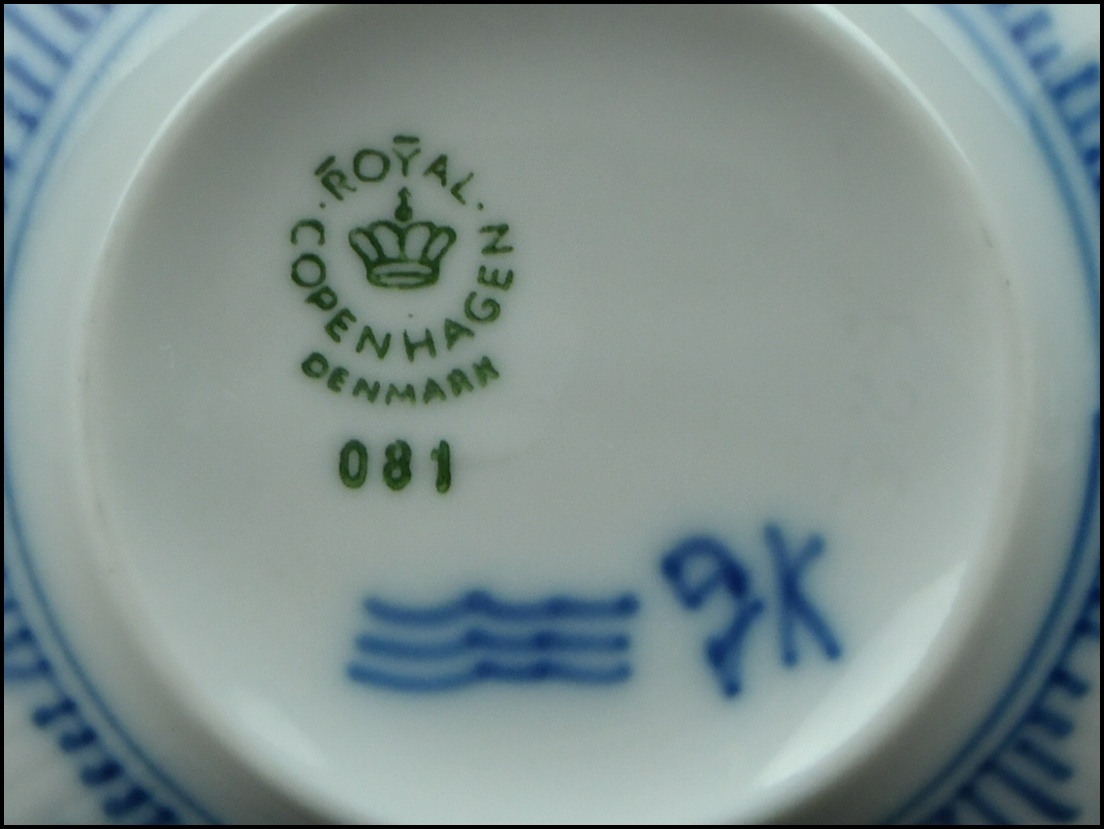 ROYAL
COPENHAGEN
DENMARK
081